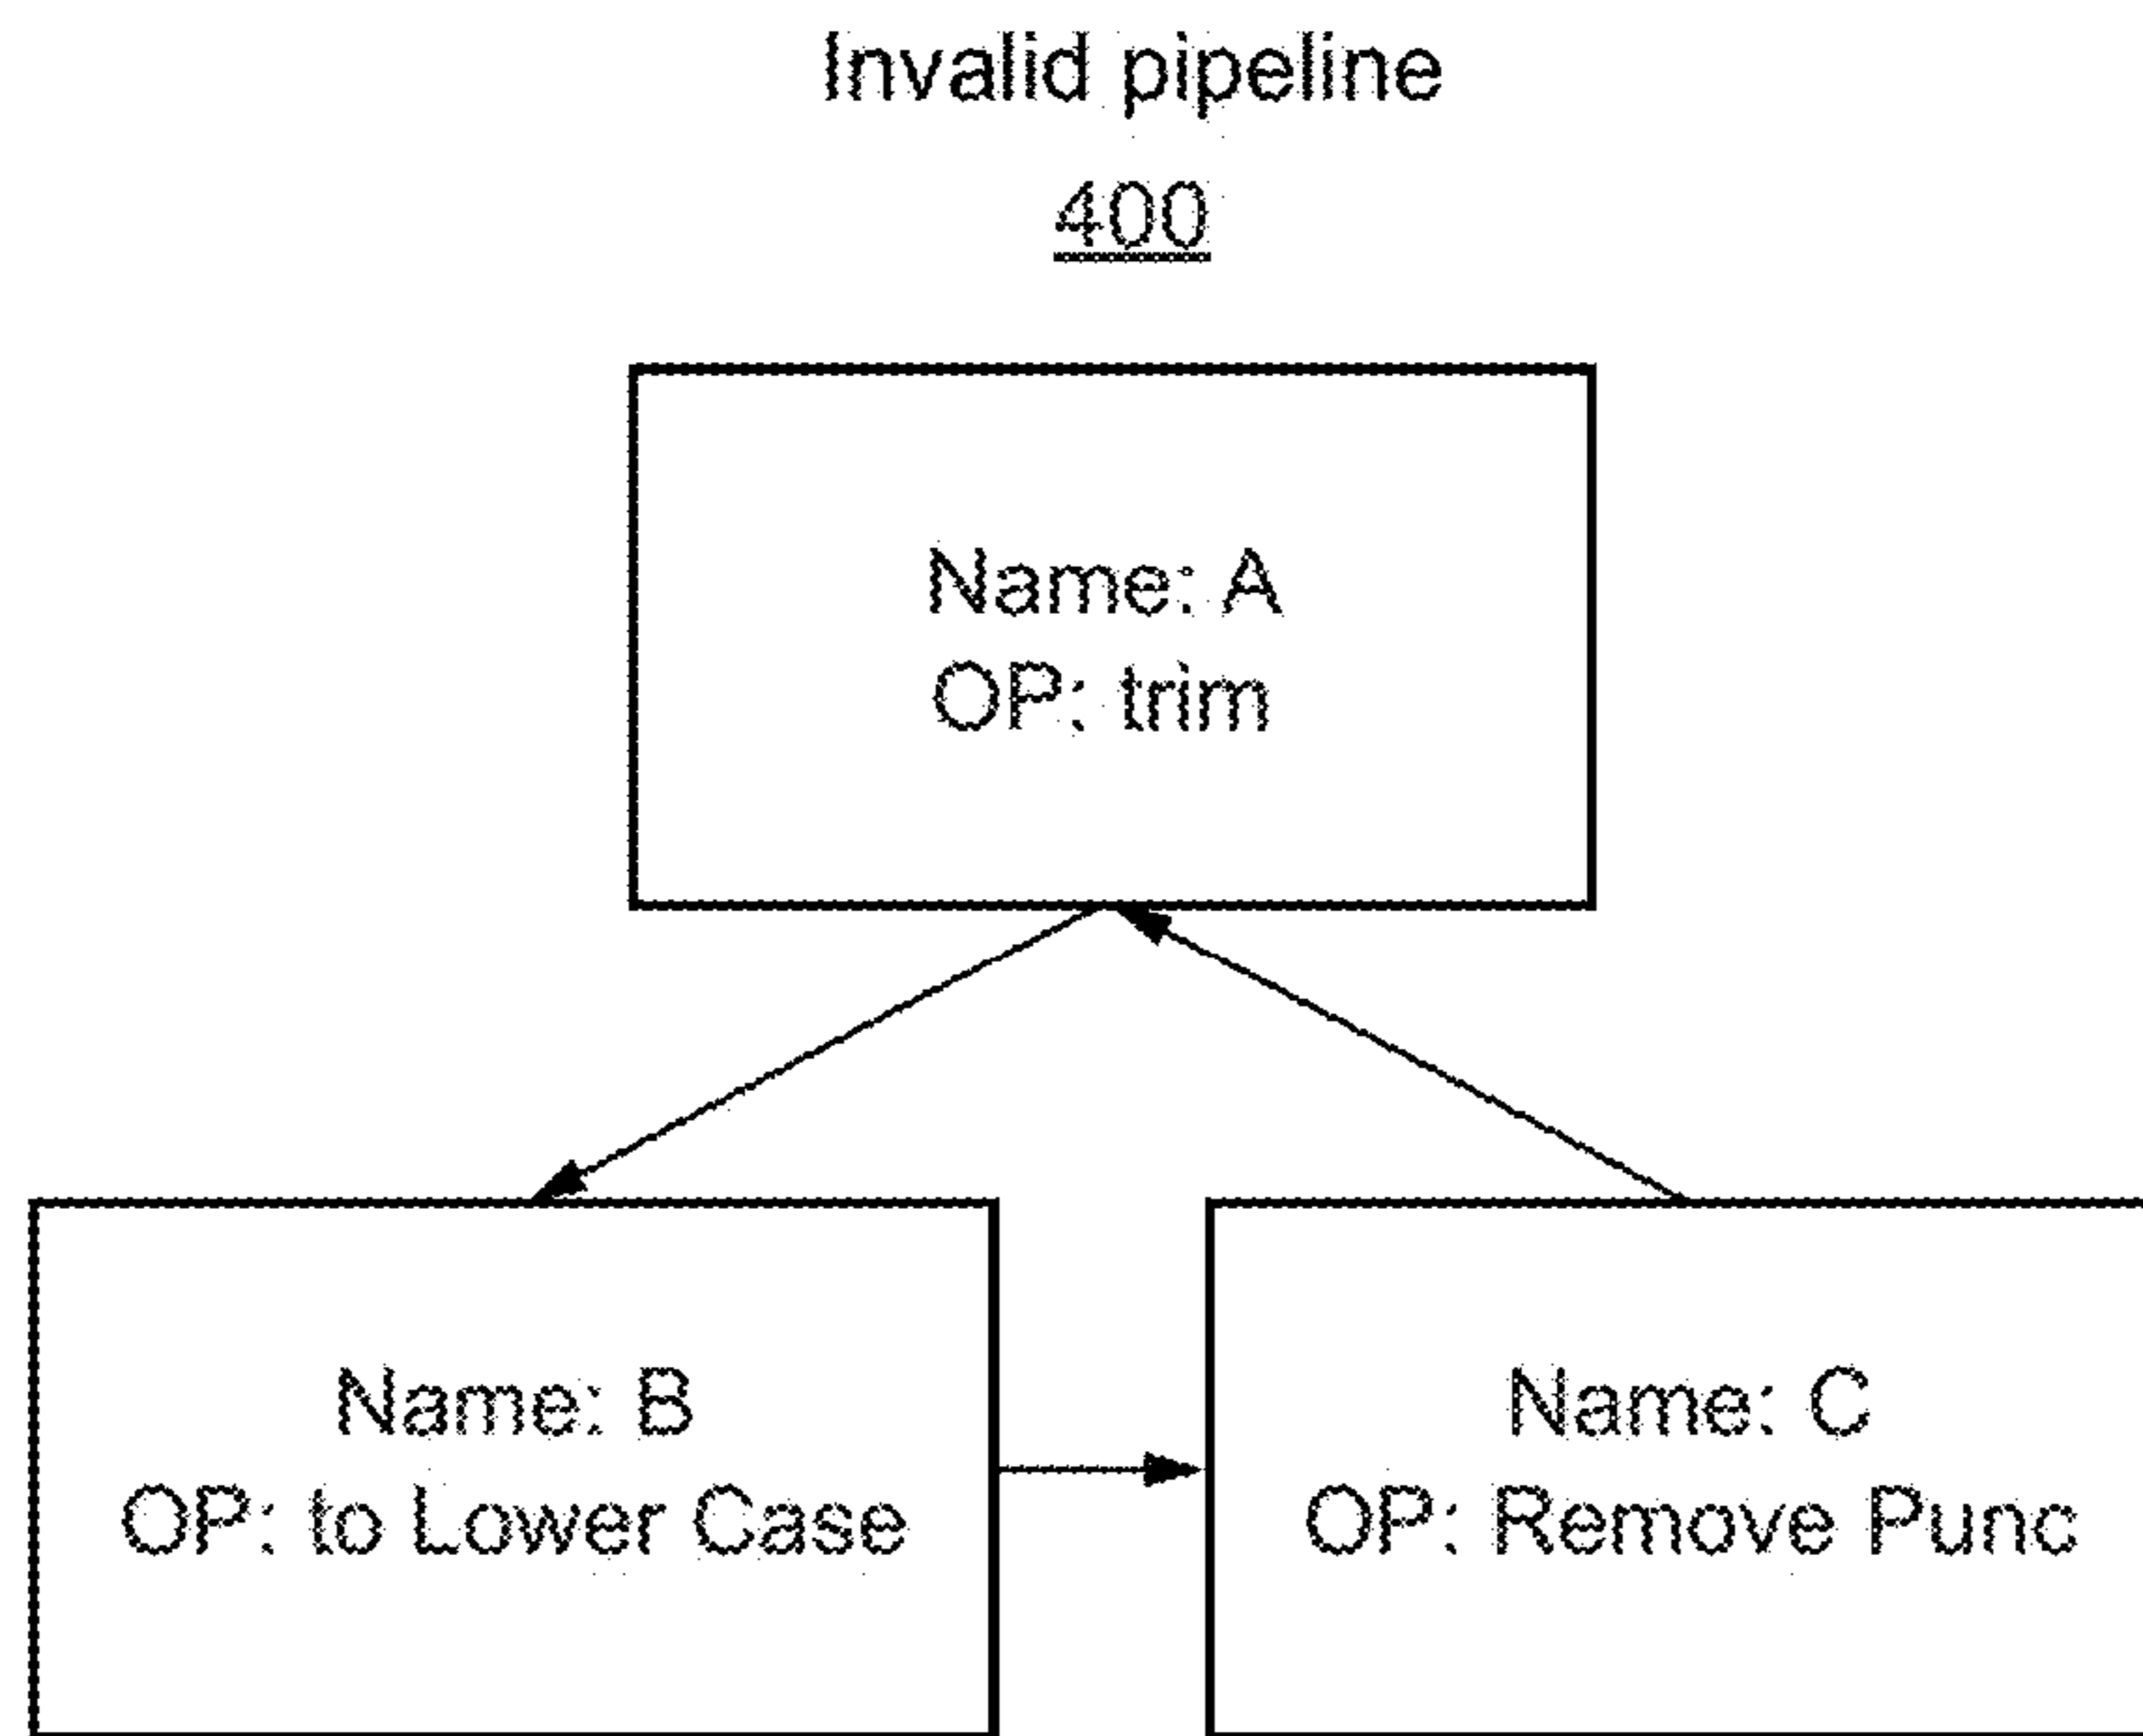 Invalid pipeline
400
Name: A
OP: trim
Name: B
OP: to Lower Case
Name: C
OP: Remove Punc